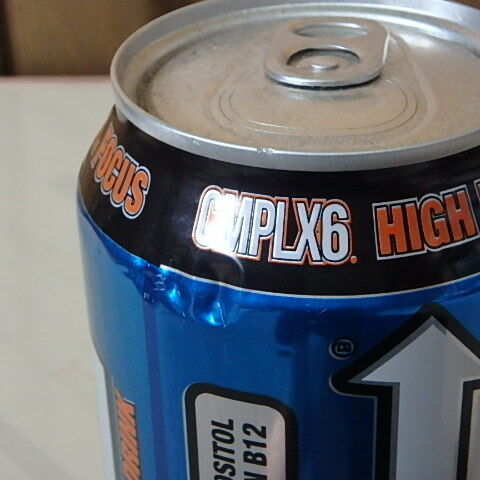 FOCUS CMPLX6. HIGH
®
OSITOL
N B12